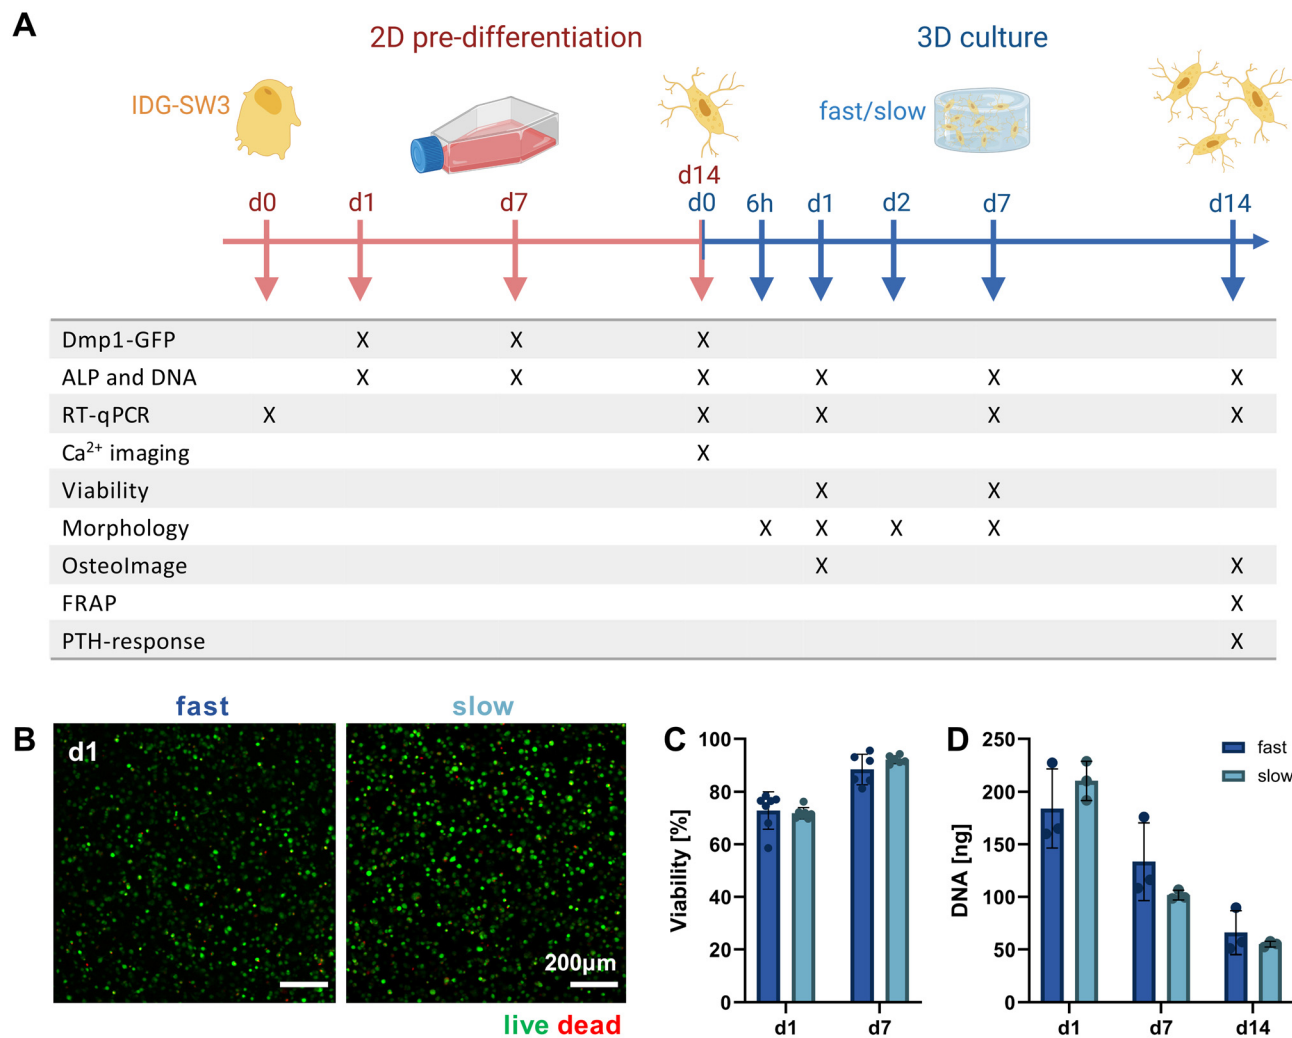 A
2D pre-differentiation
3D culture
IDG-SW3
fast/slow
d14
d0 d1 d7 d0 6h d1 d2 d7 d14
Dmp1-GFP X X X
ALP and DNA X X X X X X
RT-qPCR X X X X X
Ca²⁺ imaging X
Viability X X
Morphology X X X X
OsteoImage X X
FRAP X
PTH-response X
B
fast
slow
d1
200µm
live dead
C
Viability [%]
100
80
60
40
20
0
d1 d7
D
DNA [ng]
250
200
150
100
50
0
d1 d7 d14
fast
slow